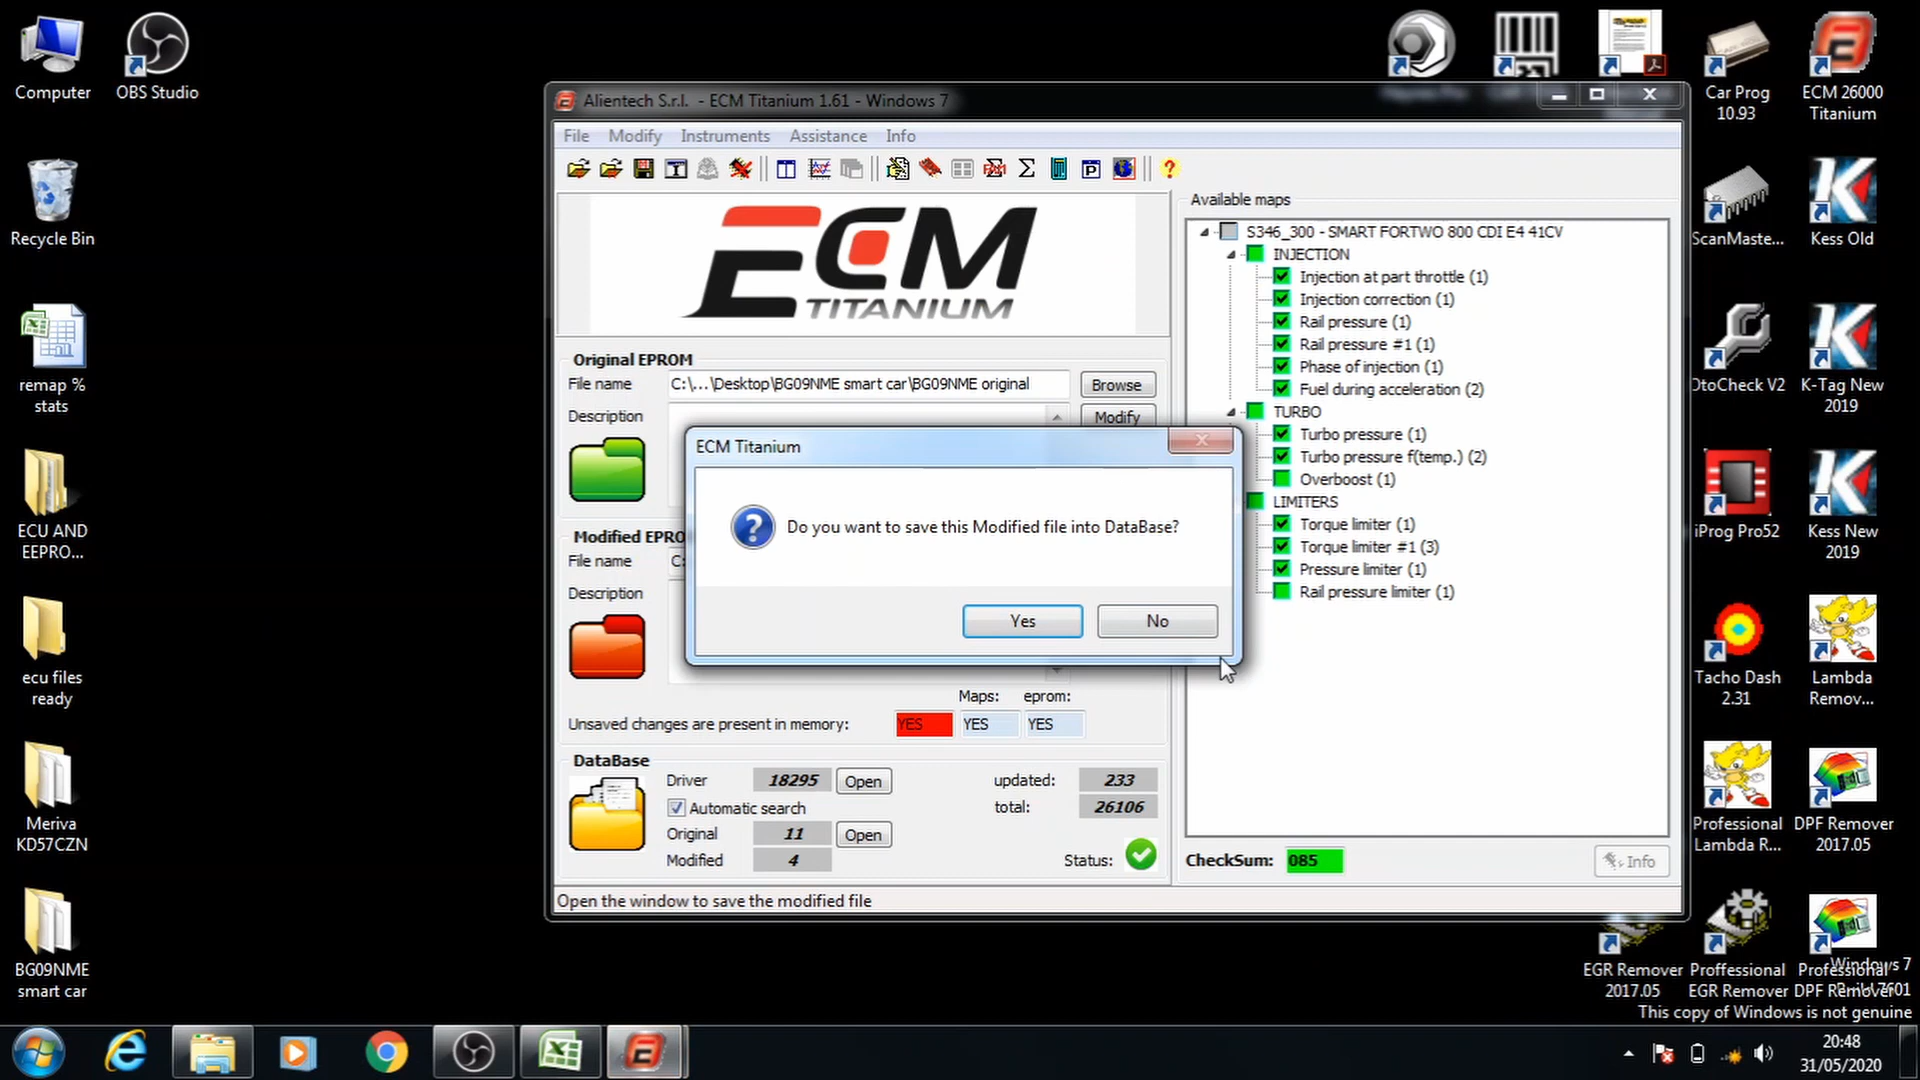 Computer
OBS Studio
Recycle Bin
remap %
stats
ECU AND
EEPRO...
ecu files
ready
Meriva
KD57CZN
BG09NME
smart car
Alientech S.r.l. - ECM Titanium 1.61 - Windows 7
File Modify Instruments Assistance Info
ECM
TITANIUM
Original EPROM
File name C:\...\Desktop\BG09NME smart car\BG09NME original Browse
Description Modify
Modified EPRO
File name C:
Description
Maps: eprom:
Unsaved changes are present in memory: YES YES YES
DataBase
Driver 18295 Open updated: 233
Automatic search total: 26106
Original 11 Open
Modified 4 Status:
Open the window to save the modified file
ECM Titanium
Do you want to save this Modified file into DataBase?
Yes No
Available maps
S346_300 - SMART FORTWO 800 CDI E4 41CV
INJECTION
Injection at part throttle (1)
Injection correction (1)
Rail pressure (1)
Rail pressure #1 (1)
Phase of injection (1)
Fuel during acceleration (2)
TURBO
Turbo pressure (1)
Turbo pressure f(temp.) (2)
Overboost (1)
LIMITERS
Torque limiter (1)
Torque limiter #1 (3)
Pressure limiter (1)
Rail pressure limiter (1)
CheckSum: 085 Info
Car Prog
10.93
ECM 26000
Titanium
ScanMaste...
Kess Old
OtoCheck V2
K-Tag New
2019
iProg Pro52
Kess New
2019
Tacho Dash
2.31
Lambda
Remov...
Professional
Lambda R...
DPF Remover
2017.05
EGR Remover
2017.05
Proffessional
EGR Remover
Professional
DPF Remover
Windows 7
This copy of Windows is not genuine
20:48
31/05/2020